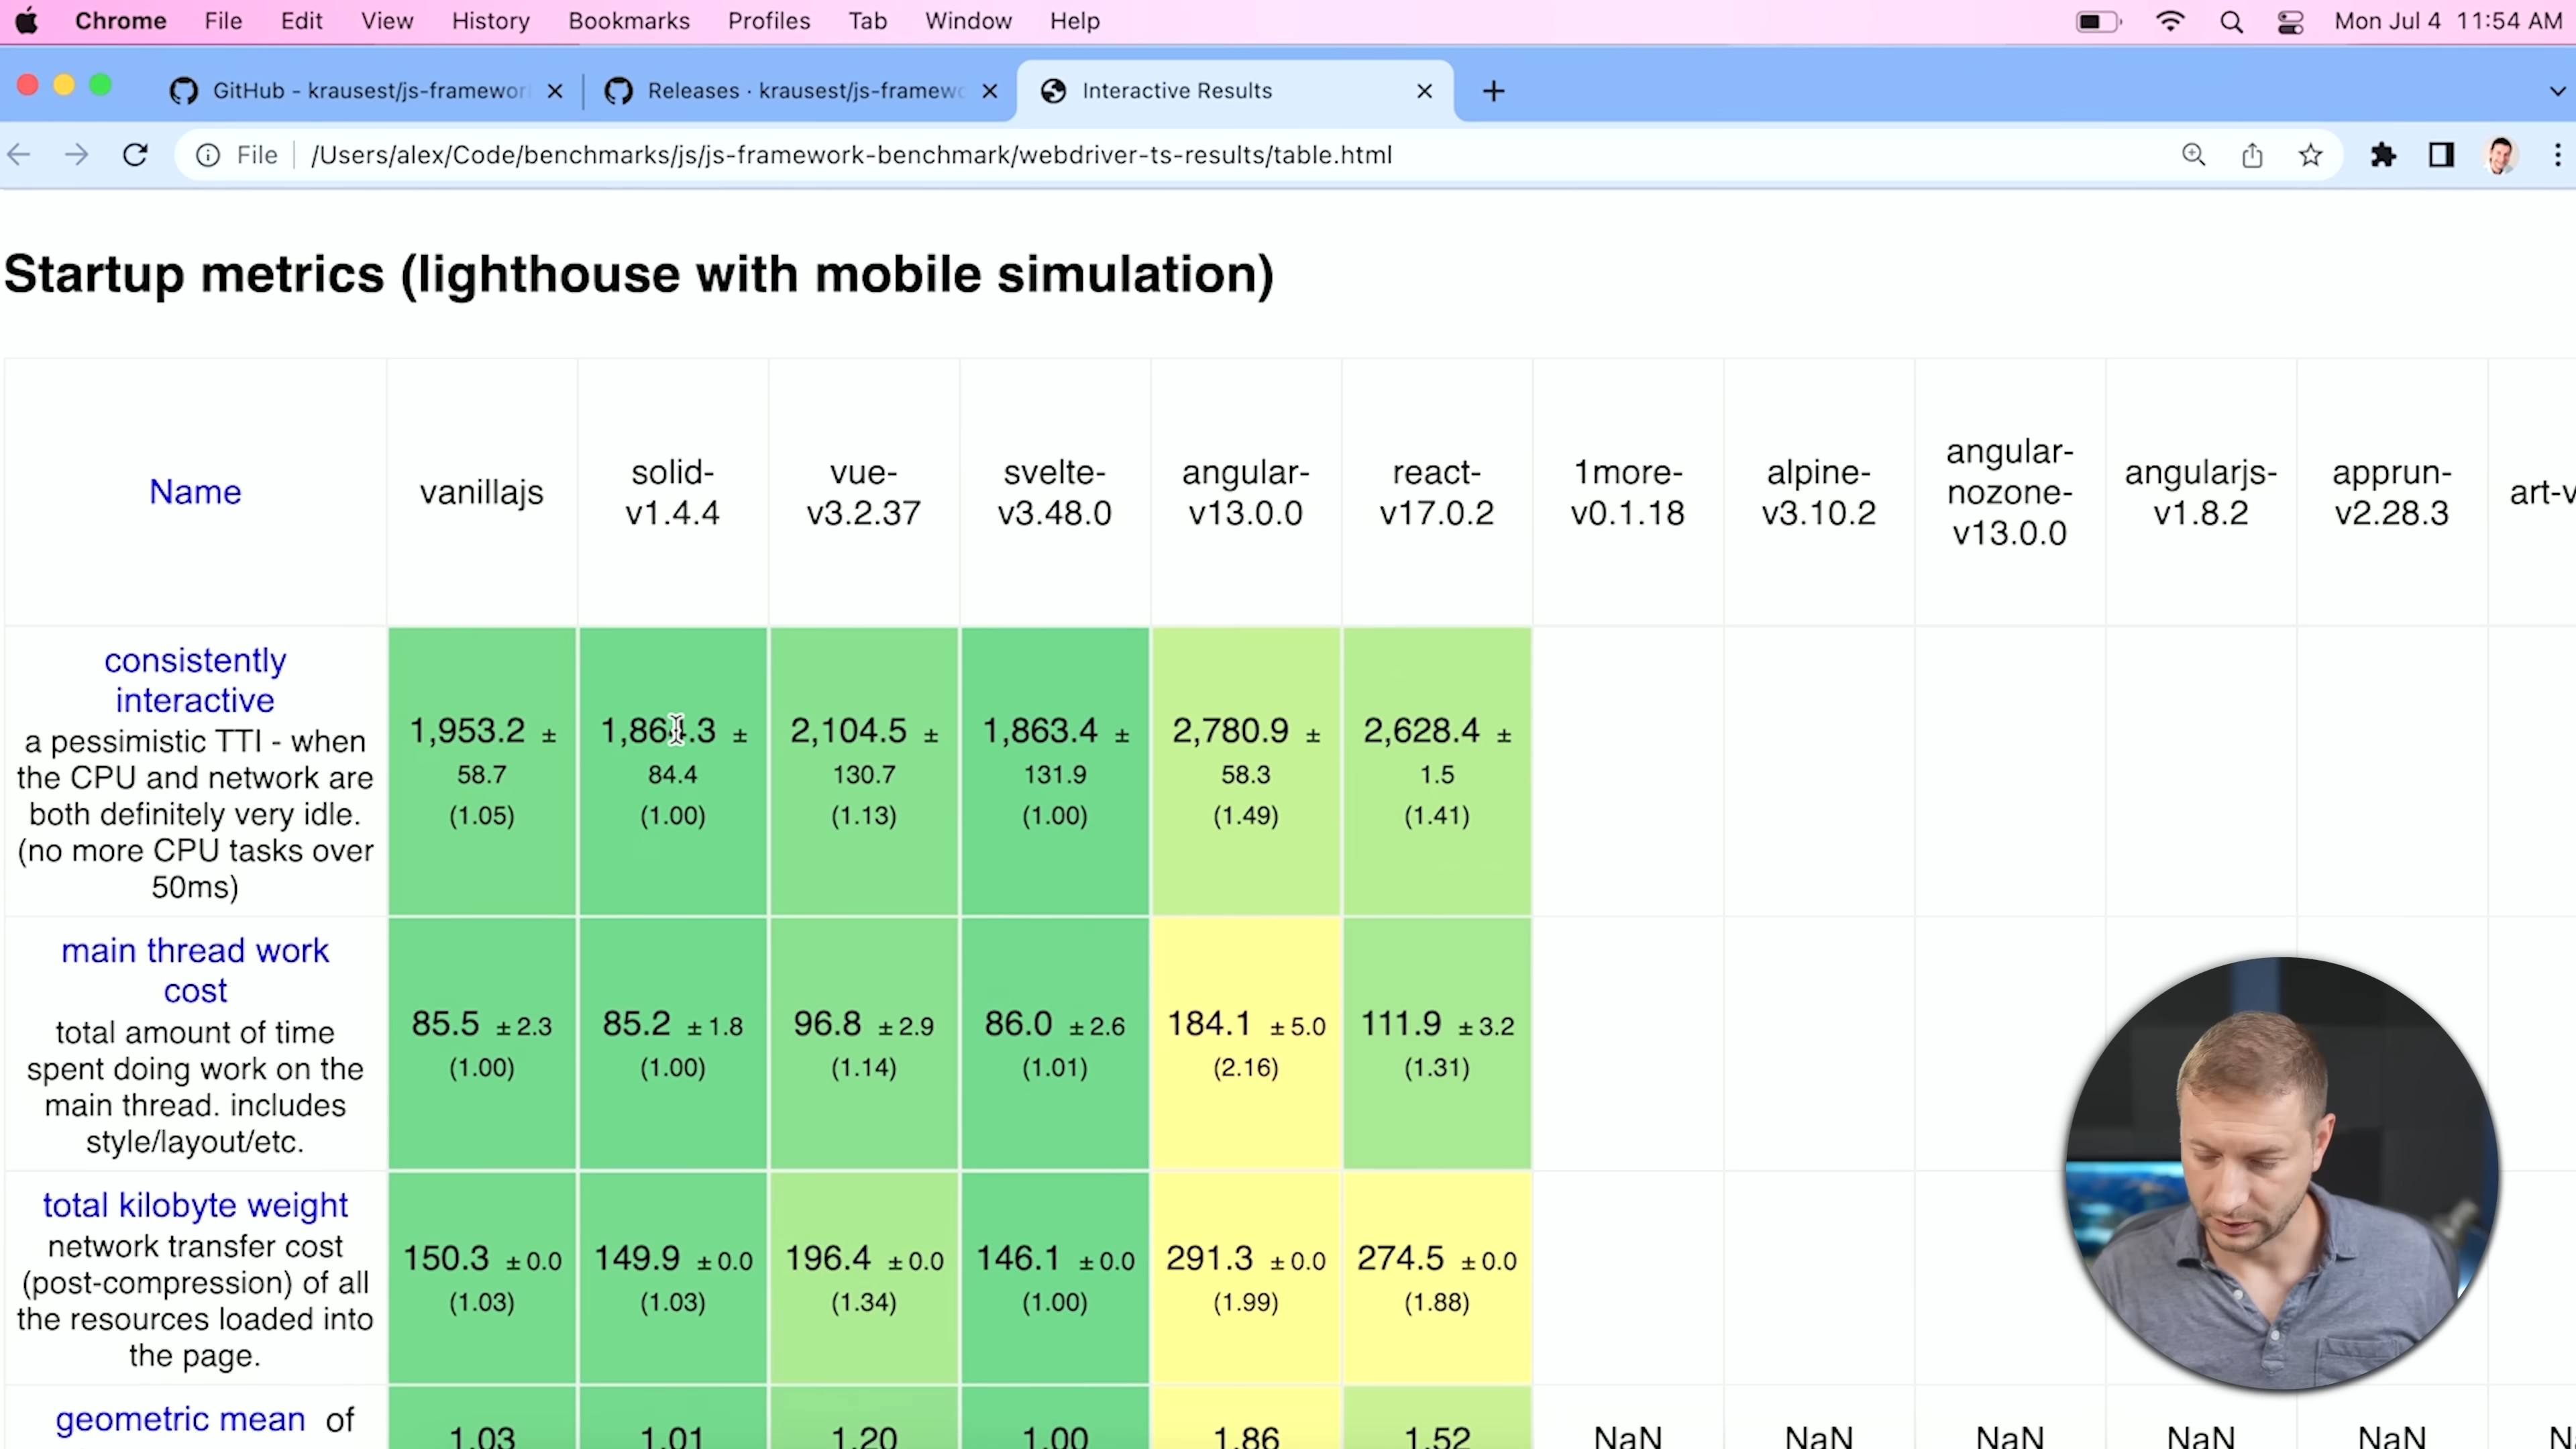 Chrome File Edit View History Bookmarks Profiles Tab Window Help Mon Jul 4 11:54 AM
GitHub - krausest/js-framewor Releases · krausest/js-framew Interactive Results
File /Users/alex/Code/benchmarks/js/js-framework-benchmark/webdriver-ts-results/table.html
Startup metrics (lighthouse with mobile simulation)
Name
vanillajs
solid-
v1.4.4
vue-
v3.2.37
svelte-
v3.48.0
angular-
v13.0.0
react-
v17.0.2
1more-
v0.1.18
alpine-
v3.10.2
angular-
nozone-
v13.0.0
angularjs-
v1.8.2
apprun-
v2.28.3
art-v
consistently
interactive
a pessimistic TTI - when
the CPU and network are
both definitely very idle.
(no more CPU tasks over
50ms)
1,953.2 ±
58.7
(1.05)
±
84.4
(1.00)
2,104.5 ±
130.7
(1.13)
1,863.4 ±
131.9
(1.00)
2,780.9 ±
58.3
(1.49)
2,628.4 ±
1.5
(1.41)
main thread work
cost
total amount of time
spent doing work on the
main thread. includes
style/layout/etc.
85.5 ± 2.3
(1.00)
85.2 ± 1.8
(1.00)
96.8 ± 2.9
(1.14)
86.0 ± 2.6
(1.01)
184.1 ± 5.0
(2.16)
111.9 ± 3.2
(1.31)
total kilobyte weight
network transfer cost
(post-compression) of all
the resources loaded into
the page.
150.3 ± 0.0
(1.03)
149.9 ± 0.0
(1.03)
196.4 ± 0.0
(1.34)
146.1 ± 0.0
(1.00)
291.3 ± 0.0
(1.99)
274.5 ± 0.0
(1.88)
geometric mean of
1.03 1.01 1.20 1.00 1.86 1.52 NaN NaN NaN NaN NaN